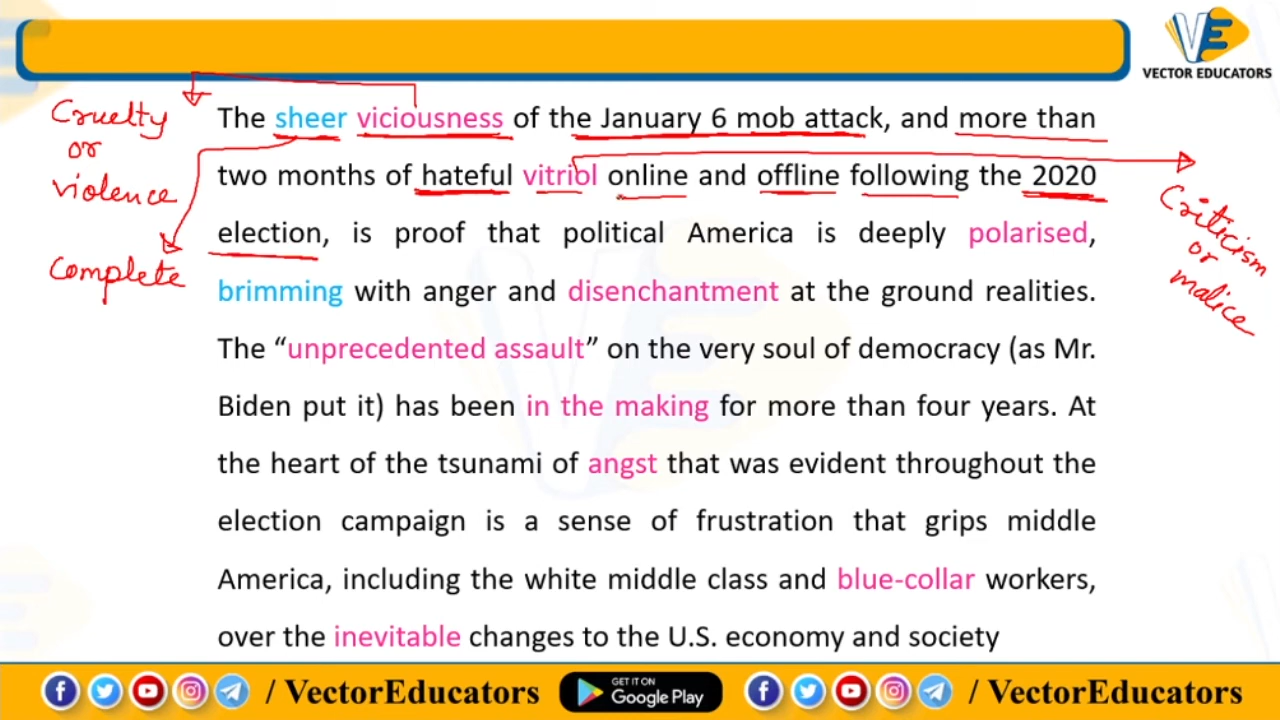 VE
VECTOR EDUCATORS
Cruelty
or
violence
Complete
The sheer viciousness of the January 6 mob attack, and more than
two months of hateful vitriol online and offline following the 2020
election, is proof that political America is deeply polarised,
brimming with anger and disenchantment at the ground realities.
The “unprecedented assault” on the very soul of democracy (as Mr.
Biden put it) has been in the making for more than four years. At
the heart of the tsunami of angst that was evident throughout the
election campaign is a sense of frustration that grips middle
America, including the white middle class and blue-collar workers,
over the inevitable changes to the U.S. economy and society
Criticism
or
malice
/ VectorEducators
GET IT ON
Google Play
/ VectorEducators